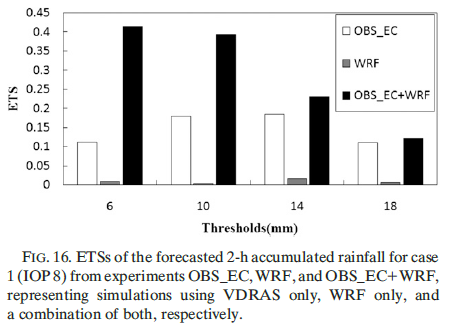 0.45
0.4
0.35
0.3
0.25
0.2
0.15
0.1
0.05
0
ETS
OBS_EC
WRF
OBS_EC+WRF
6 10 14 18
Thresholds(mm)
FIG. 16. ETSs of the forecasted 2-h accumulated rainfall for case
1 (IOP 8) from experiments OBS_EC, WRF, and OBS_EC+WRF,
representing simulations using VDRAS only, WRF only, and
a combination of both, respectively.